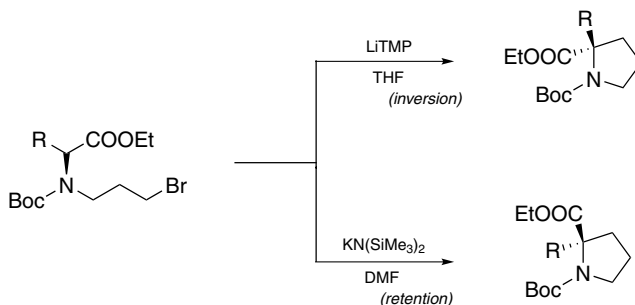 R
LiTMP
EtOOC
THF
N
(inversion)
Boc
R
COOEt
N
Boc
Br
EtOOC
KN(SiMe3)2
R
DMF
N
(retention)
Boc